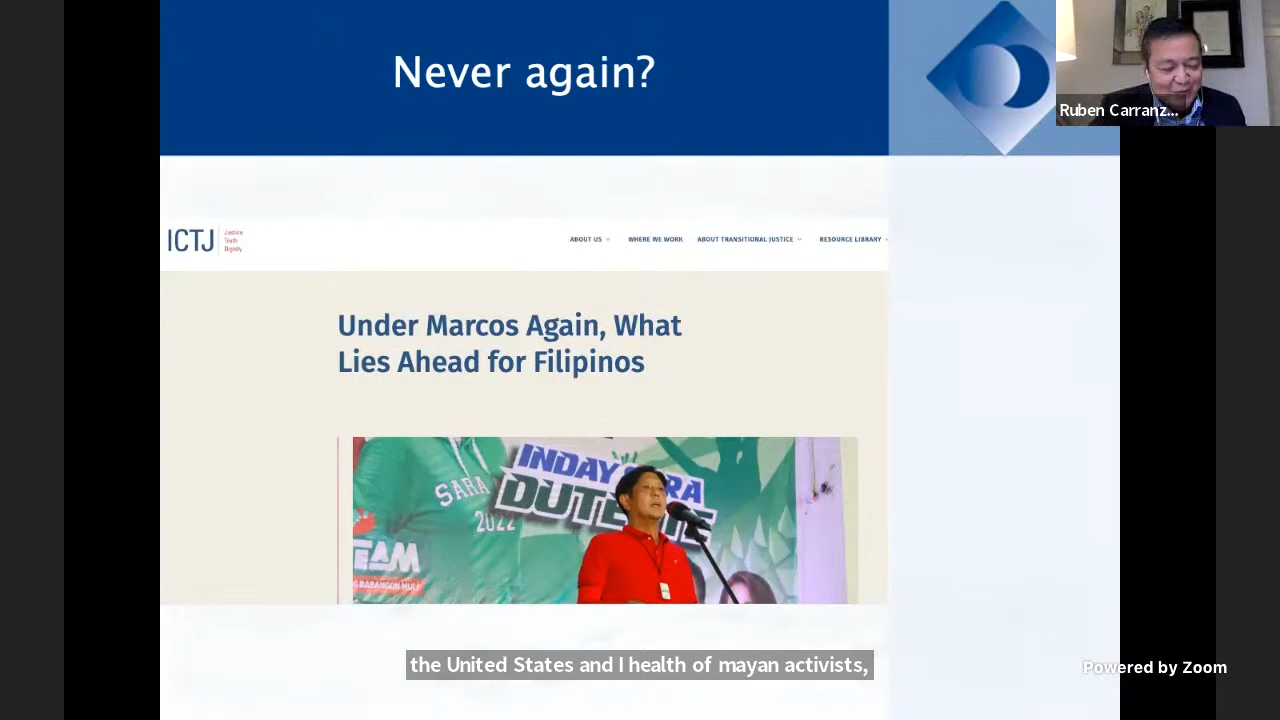 Never again?
Ruben Carranz...
ICTJ
Justice
Truth
Dignity
ABOUT US
WHERE WE WORK
ABOUT TRANSITIONAL JUSTICE
RESOURCE LIBRARY
Under Marcos Again, What
Lies Ahead for Filipinos
INDAY SARA
DUTERTE
SARA
2022
TEAM
BABANGON MULI
the United States and I health of mayan activists,
Powered by Zoom